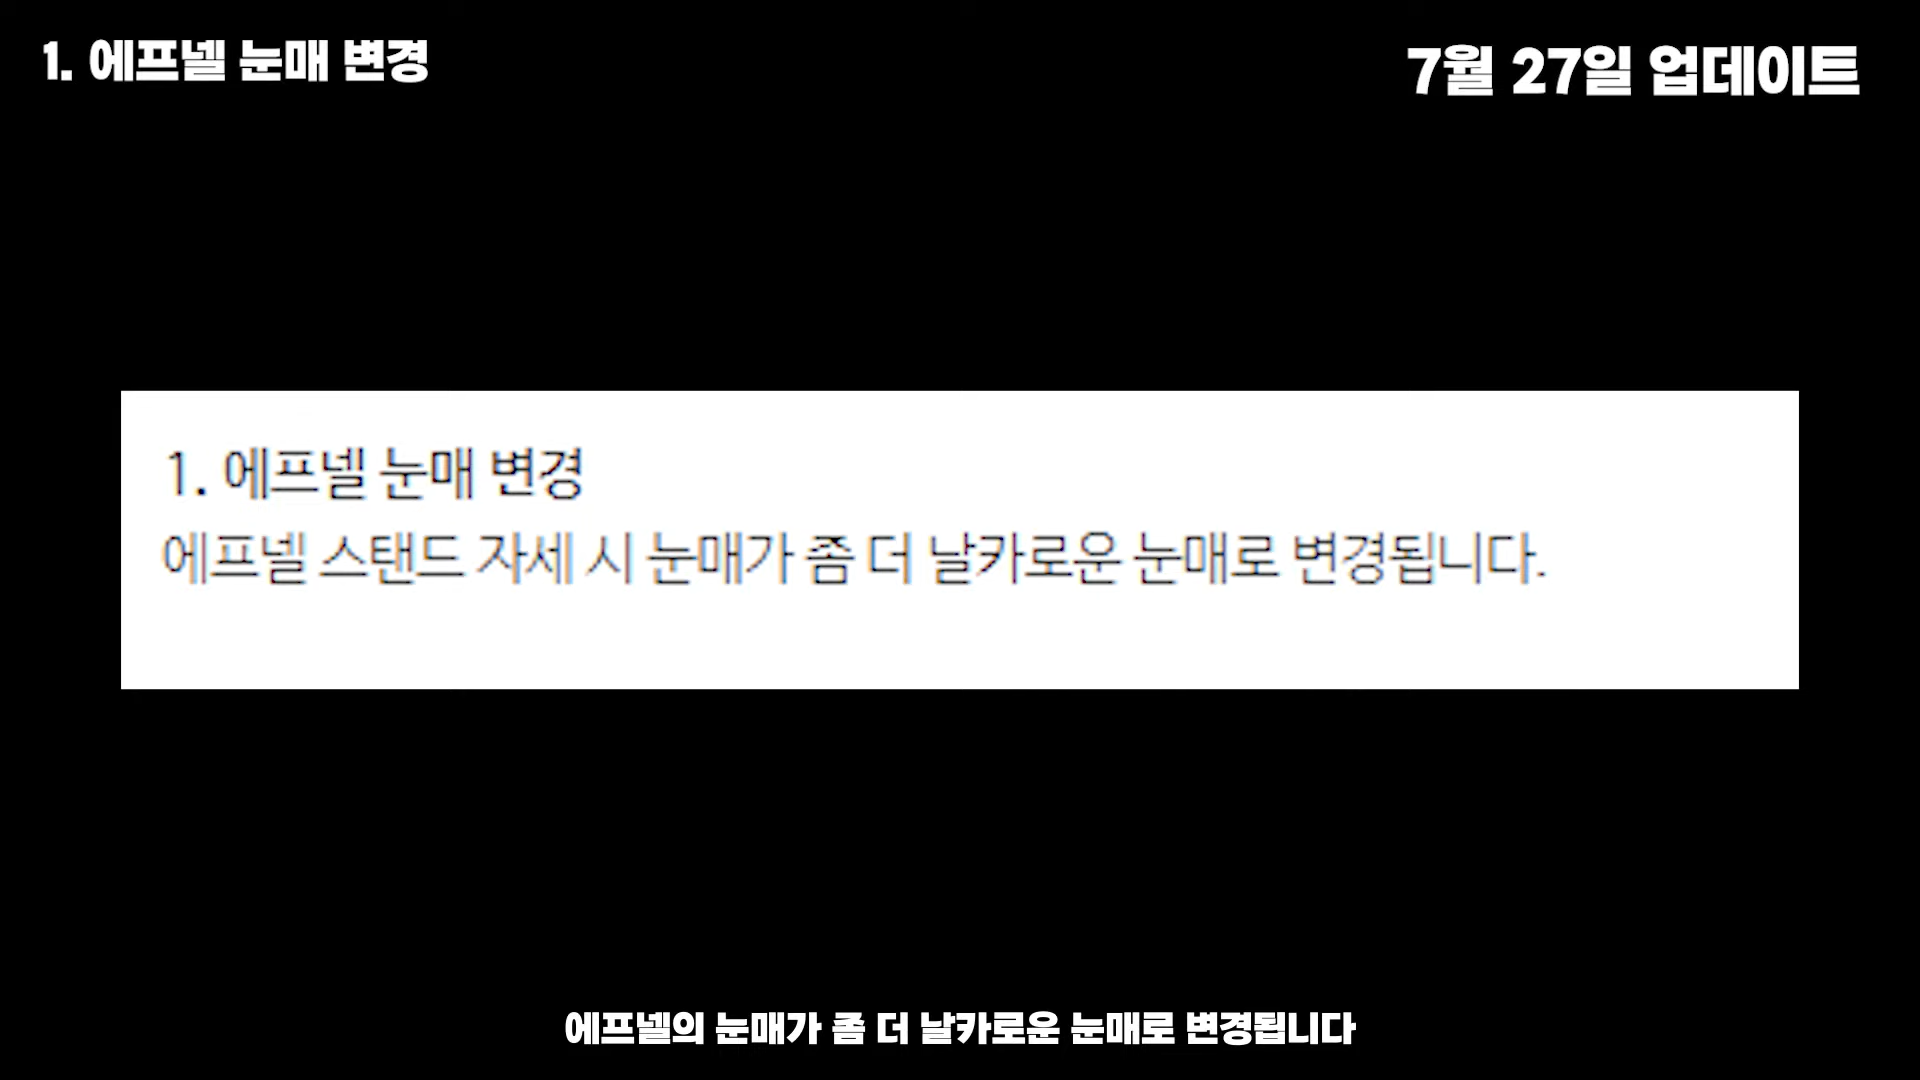 1. 에프넬 눈매 변경
7월 27일 업데이트
1. 에프넬 눈매 변경
에프넬 스탠드 자세 시 눈매가 좀 더 날카로운 눈매로 변경됩니다.
에프넬의 눈매가 좀 더 날카로운 눈매로 변경됩니다